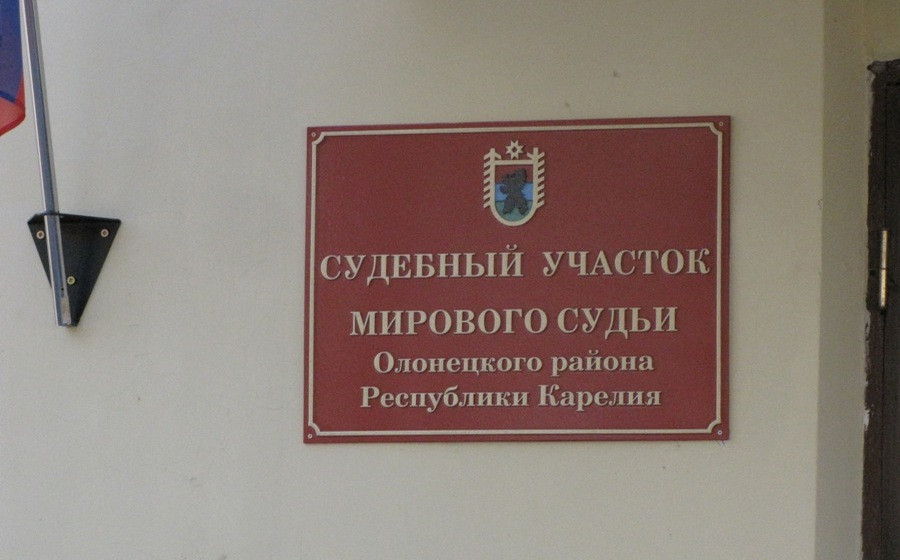 СУДЕБНЫЙ УЧАСТОК
МИРОВОГО СУДЬИ
Олонецкого района
Республики Карелия